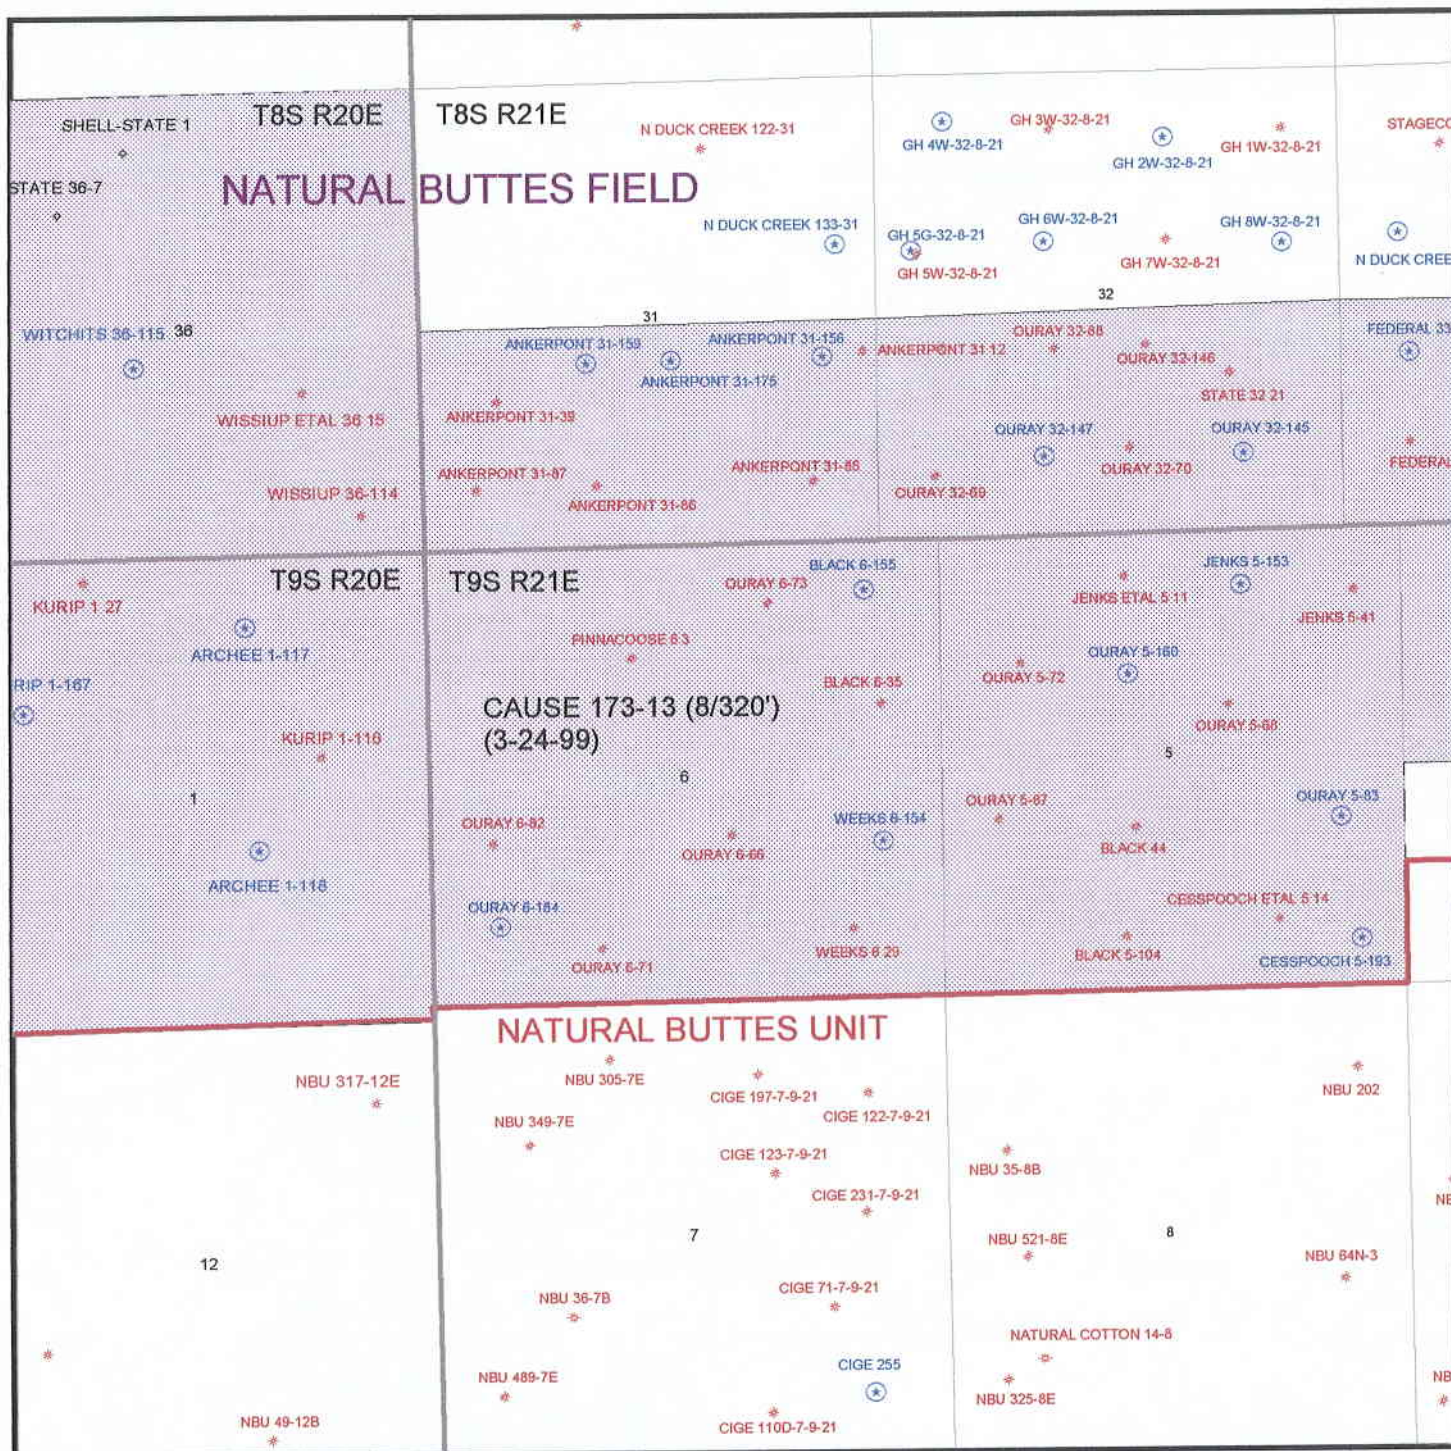 SHELL-STATE 1
T8S R20E
T8S R21E
N DUCK CREEK 122-31
GH 4W-32-8-21
GH 3W-32-8-21
GH 2W-32-8-21
GH 1W-32-8-21
STAGECO
STATE 36-7
NATURAL BUTTES FIELD
N DUCK CREEK 133-31
GH 5G-32-8-21
GH 6W-32-8-21
GH 8W-32-8-21
GH 5W-32-8-21
GH 7W-32-8-21
N DUCK CREE
32
31
WITCHITS 36-115
36
ANKERPONT 31-159
ANKERPONT 31-156
ANKERPONT 31 12
OURAY 32-88
OURAY 32-146
FEDERAL 33
ANKERPONT 31-175
STATE 32 21
WISSIUP ETAL 36 15
ANKERPONT 31-39
OURAY 32-147
OURAY 32-145
ANKERPONT 31-87
ANKERPONT 31-85
OURAY 32-70
FEDERAL
WISSIUP 36-114
ANKERPONT 31-86
OURAY 32-69
T9S R20E
T9S R21E
OURAY 6-73
BLACK 6-155
JENKS 5-153
KURIP 1 27
JENKS ETAL 5 11
JENKS 5-41
PINNACOOSE 6 3
ARCHEE 1-117
OURAY 5-160
RIP 1-167
BLACK 6-35
OURAY 5-72
CAUSE 173-13 (8/320')
(3-24-99)
KURIP 1-116
OURAY 5-68
6
5
1
OURAY 5-67
OURAY 5-83
OURAY 6-82
WEEKS 6-154
OURAY 6-66
BLACK 44
ARCHEE 1-118
OURAY 6-184
CESSPOOCH ETAL 5 14
OURAY 6-71
WEEKS 6 29
BLACK 5-104
CESSPOOCH 5-193
NATURAL BUTTES UNIT
NBU 317-12E
NBU 305-7E
CIGE 197-7-9-21
NBU 202
NBU 349-7E
CIGE 122-7-9-21
CIGE 123-7-9-21
NBU 35-8B
CIGE 231-7-9-21
NB
7
8
NBU 521-8E
12
NBU 64N-3
NBU 36-7B
CIGE 71-7-9-21
NATURAL COTTON 14-8
CIGE 255
NBU 489-7E
NB
NBU 325-8E
NBU 49-12B
CIGE 110D-7-9-21